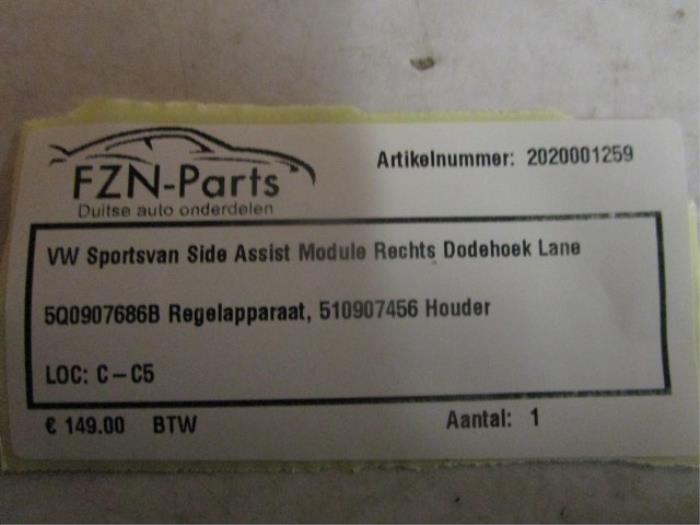 FZN-Parts
Duitse auto onderdelen
Artikelnummer: 2020001259
VW Sportsvan Side Assist Module Rechts Dodehoek Lane
5Q0907686B Regelapparaat, 510907456 Houder
LOC: C-C5
€ 149.00 BTW
Aantal: 1